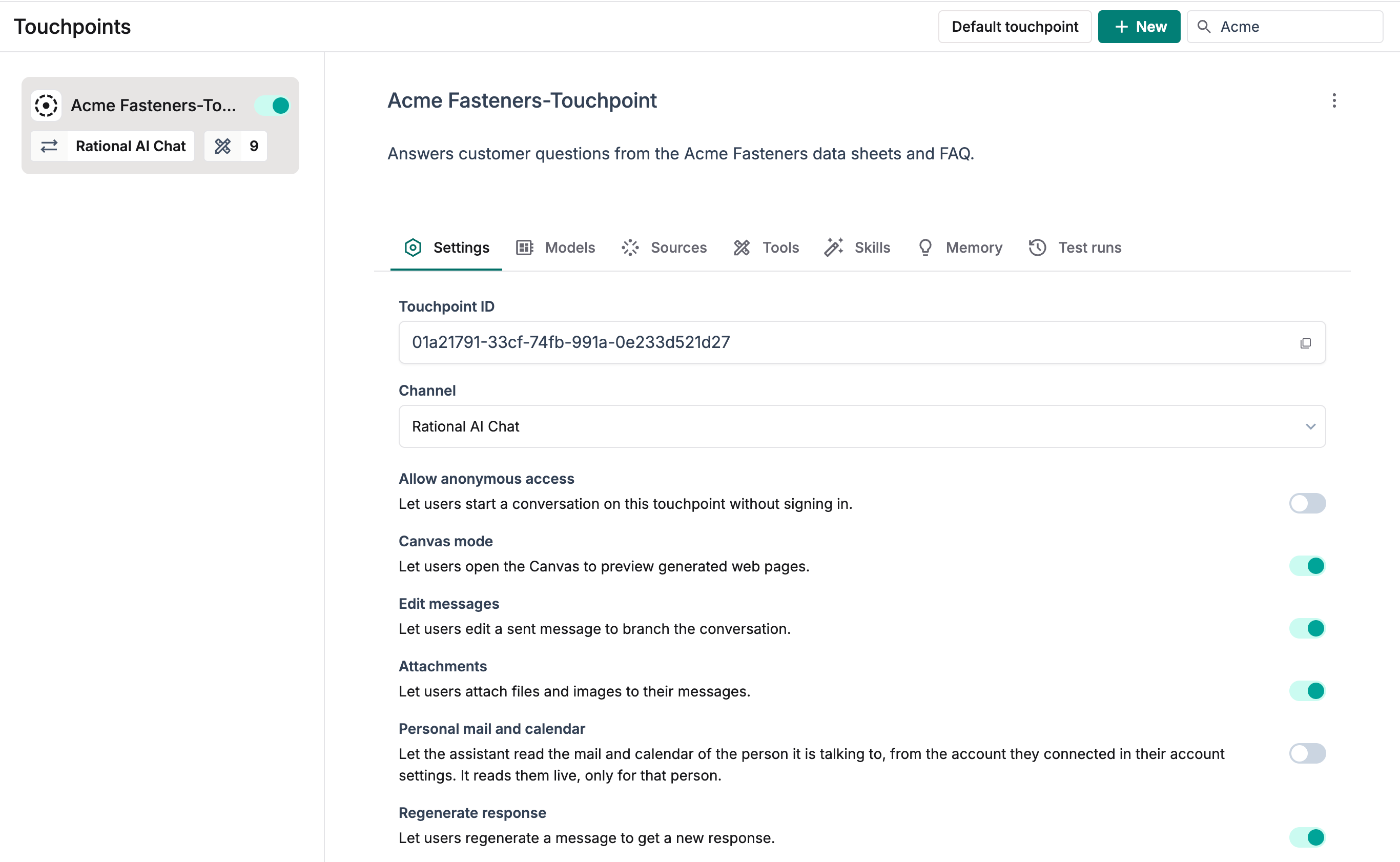 Touchpoints
Default touchpoint
New
Acme
Acme Fasteners-To...
Rational AI Chat
9
Acme Fasteners-Touchpoint
Answers customer questions from the Acme Fasteners data sheets and FAQ.
Settings
Models
Sources
Tools
Skills
Memory
Test runs
Touchpoint ID
01a21791-33cf-74fb-991a-0e233d521d27
Channel
Rational AI Chat
Allow anonymous access
Let users start a conversation on this touchpoint without signing in.
Canvas mode
Let users open the Canvas to preview generated web pages.
Edit messages
Let users edit a sent message to branch the conversation.
Attachments
Let users attach files and images to their messages.
Personal mail and calendar
Let the assistant read the mail and calendar of the person it is talking to, from the account they connected in their account
settings. It reads them live, only for that person.
Regenerate response
Let users regenerate a message to get a new response.